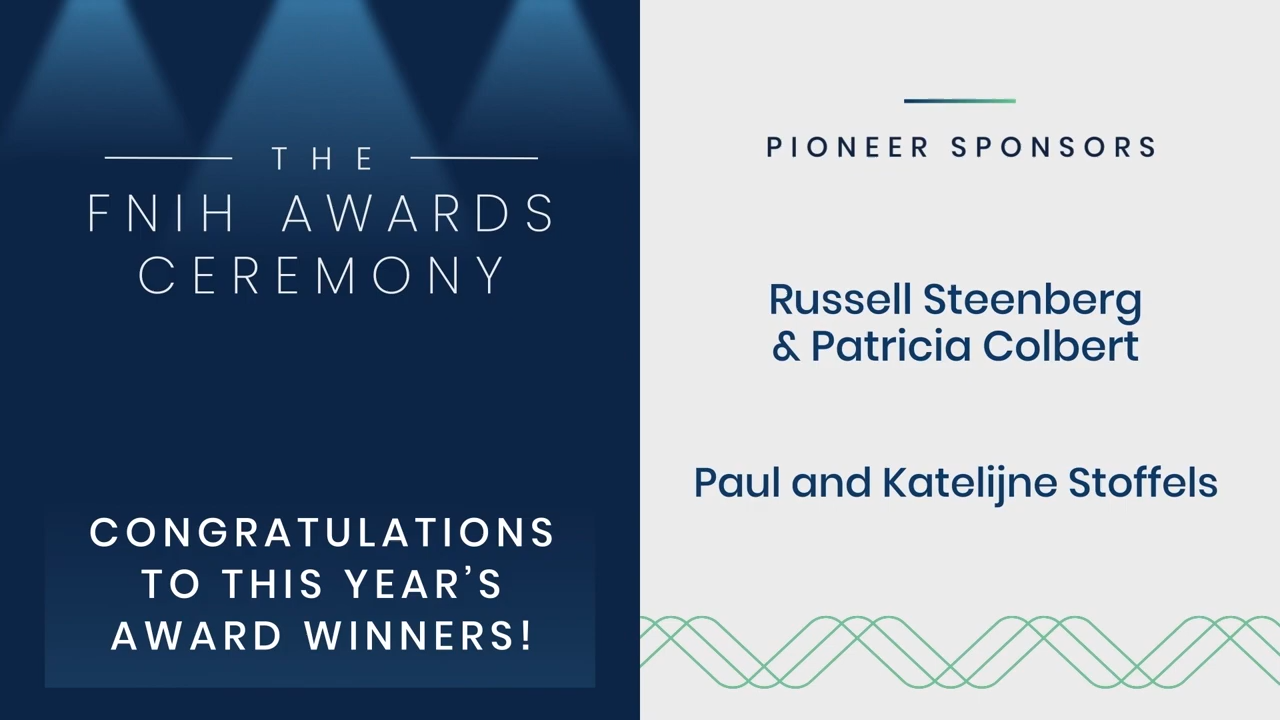 THE
FNIH AWARDS
CEREMONY
CONGRATULATIONS
TO THIS YEAR'S
AWARD WINNERS!
PIONEER SPONSORS
Russell Steenberg
& Patricia Colbert
Paul and Katelijne Stoffels